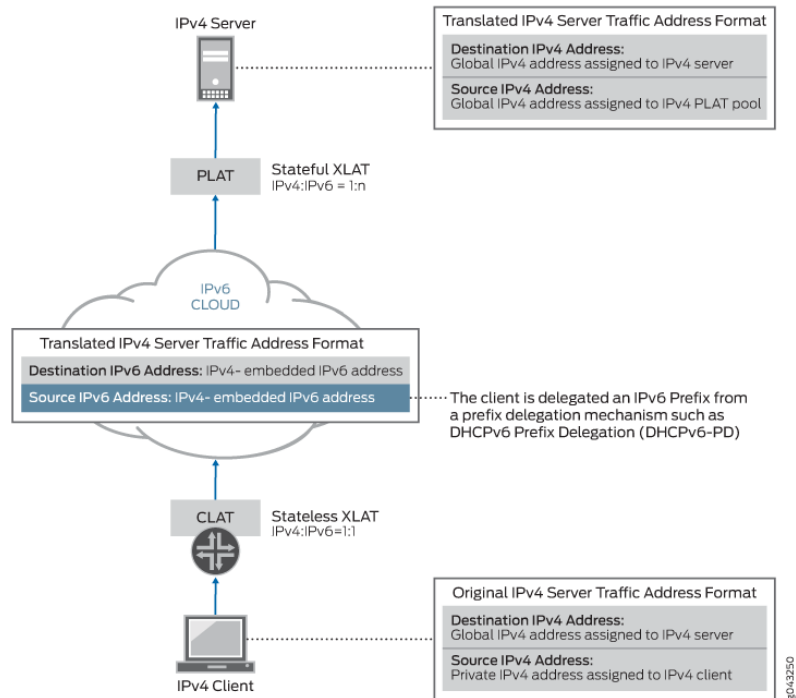 IPv4 Server
Translated IPv4 Server Traffic Address Format
Destination IPv4 Address:
Global IPv4 address assigned to IPv4 server
Source IPv4 Address:
Global IPv4 address assigned to IPv4 PLAT pool
PLAT
Stateful XLAT
IPv4:IPv6 = 1:n
IPv6
CLOUD
Translated IPv4 Server Traffic Address Format
Destination IPv6 Address: IPv4- embedded IPv6 address
Source IPv6 Address: IPv4- embedded IPv6 address
The client is delegated an IPv6 Prefix from
a prefix delegation mechanism such as
DHCPv6 Prefix Delegation (DHCPv6-PD)
CLAT
Stateless XLAT
IPv4:IPv6=1:1
Original IPv4 Server Traffic Address Format
Destination IPv4 Address:
Global IPv4 address assigned to IPv4 server
Source IPv4 Address:
Private IPv4 address assigned to IPv4 client
IPv4 Client
g043250